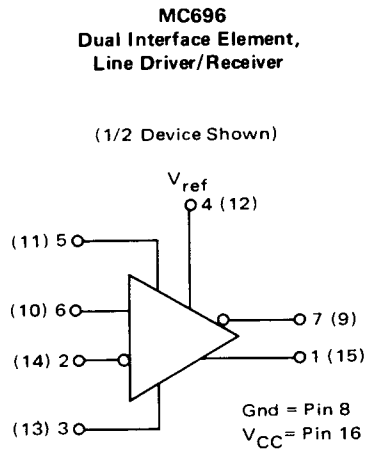 MC696
Dual Interface Element,
Line Driver/Receiver
(1/2 Device Shown)
Vref
4 (12)
(11) 5
(10) 6
7 (9)
(14) 2
1 (15)
(13) 3
Gnd = Pin 8
VCC= Pin 16